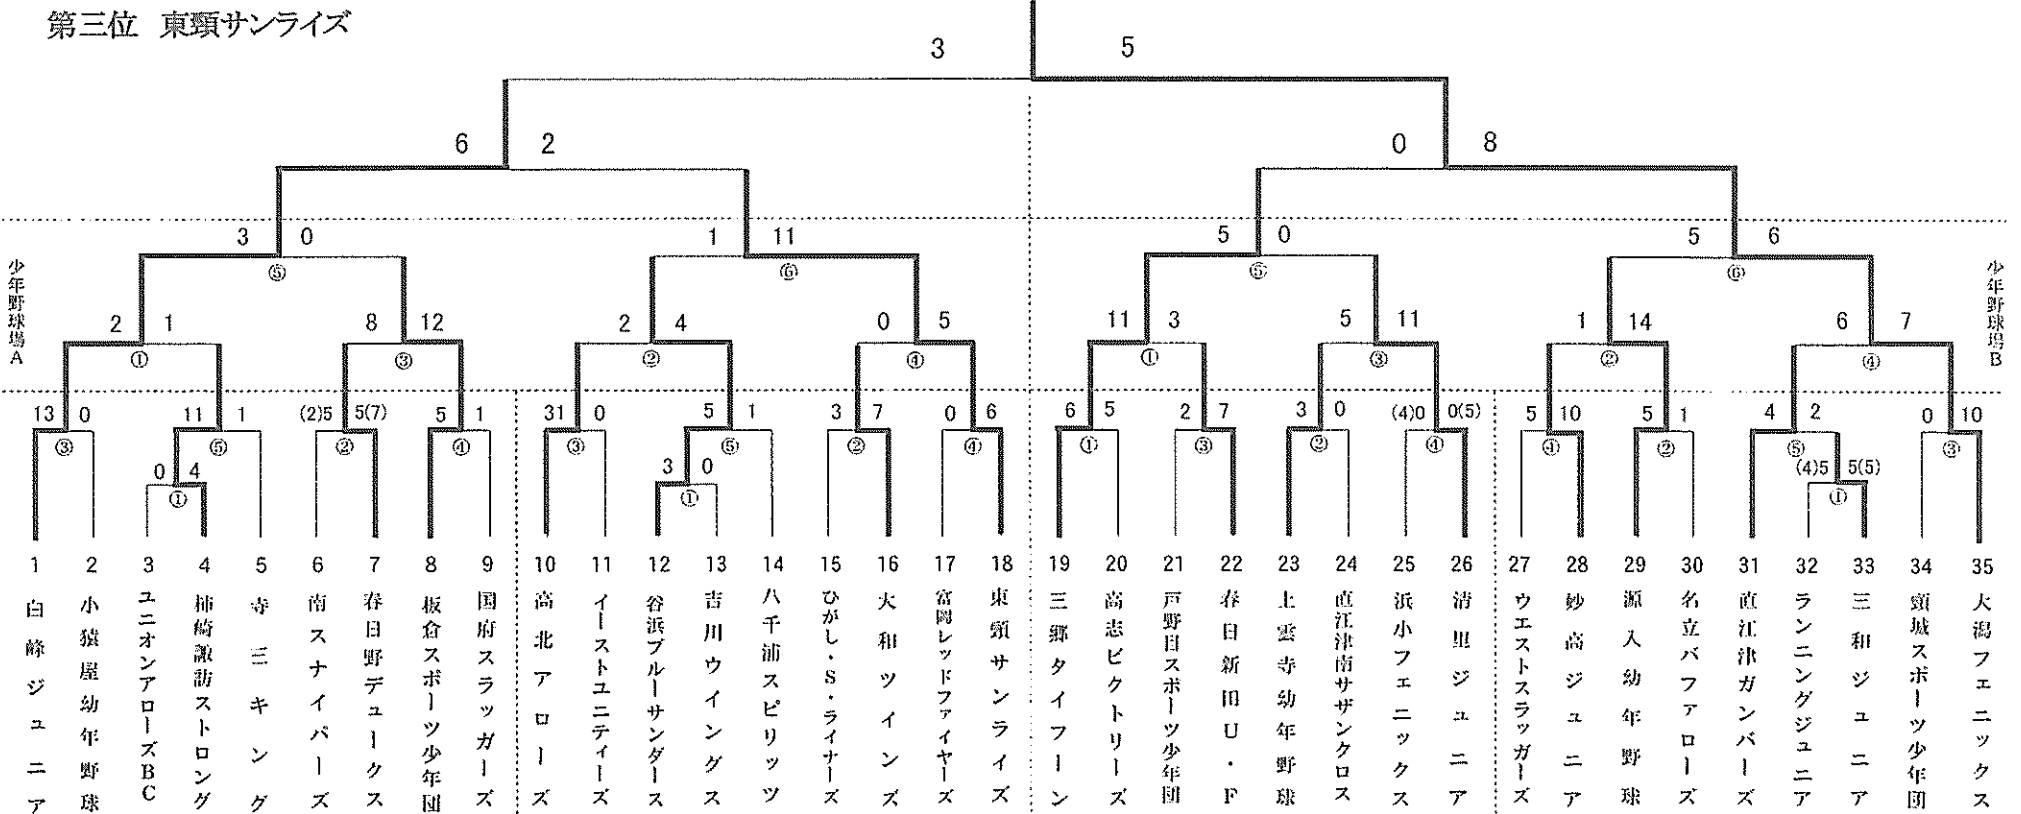 第三位 東頸サンライズ
3 5
6 2 0 8
3 0 1 11 5 0 5 6
⑤ ⑥ ⑤ ⑥
少年野球場A
少年野球場B
2 1 8 12 2 4 0 5 11 3 5 11 1 14 6 7
① ③ ② ④ ① ③ ② ④
13 0 11 1 (2)5 5(7) 5 1 31 0 5 1 3 7 0 6 6 5 2 7 3 0 (4)0 0(5) 5 10 5 1 4 2 0 10
③ ⑤ ② ④ ③ ⑤ ② ④ ① ③ ② ④ ④ ② ⑤ ③
0 4 3 0 (4)5 5(5)
① ① ①
1 白峰ジュニア
2 小猿屋幼年野球
3 ユニオンアローズBC
4 柿崎諏訪ストロング
5 寺三キング
6 南スナイパーズ
7 春日野デュークス
8 板倉スポーツ少年団
9 国府スラッガーズ
10 高北アローズ
11 イーストユニティーズ
12 谷浜ブルーサンダース
13 吉川ウイングス
14 八千浦スピリッツ
15 ひがし・S・ライナーズ
16 大和ツインズ
17 富岡レッドファイヤーズ
18 東頸サンライズ
19 三郷タイフーン
20 高志ビクトリーズ
21 戸野目スポーツ少年団
22 春日新田U・F
23 上雲寺幼年野球
24 直江津南サザンクロス
25 浜小フェニックス
26 清里ジュニア
27 ウエストスラッガーズ
28 妙高ジュニア
29 源入幼年野球
30 名立バファローズ
31 直江津ガンバーズ
32 ランニングジュニア
33 三和ジュニア
34 頸城スポーツ少年団
35 大潟フェニックス